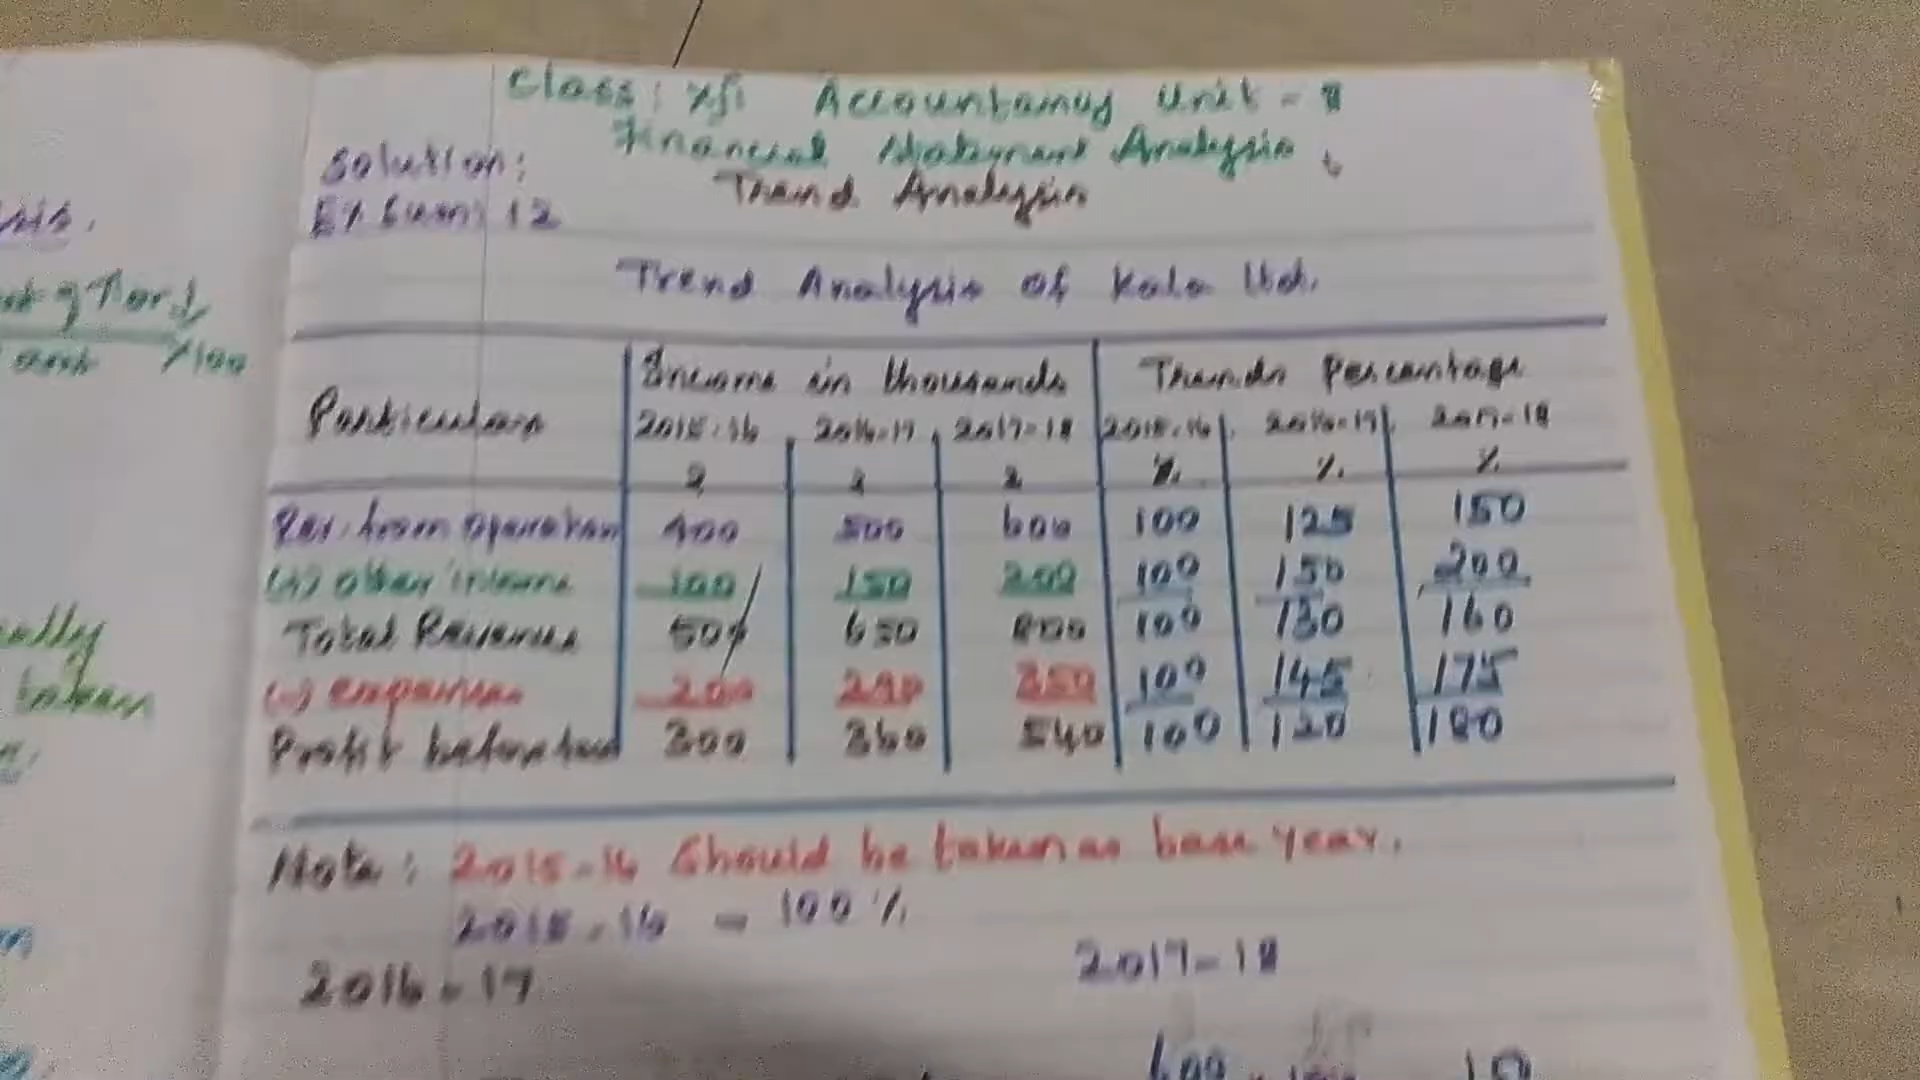 Class: XII Accountancy Unit - 8
Financial Statement Analysis
Solution:
Trend Analysis
Ex Sum: 12
Trend Analysis of Kala Ltd.
Particulars Income in thousands Trends Percentage
2015-16 2016-17 2017-18 2015-16 2016-17 2017-18
₹ ₹ ₹ % % %
Rev. from operation 400 500 600 100 125 150
(+) other income 100 150 200 100 150 200
Total Revenue 500 650 800 100 130 160
(-) expenses 200 290 350 100 145 175
Profit before tax 300 360 540 100 120 180
Note: 2015-16 Should be taken as base year.
2015-16 - 100%
2016-17 2017-18
600
ally
taken
x100